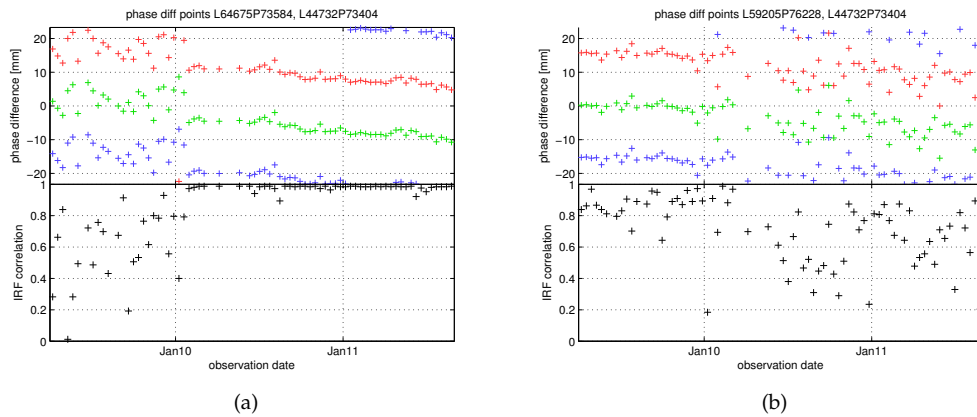 phase diff points L64675P73584, L44732P73404
20
10
0
−10
−20
phase difference [mm]
1
0.8
0.6
0.4
0.2
0
IRF correlation
Jan10
Jan11
observation date
(a)
phase diff points L59205P76228, L44732P73404
20
10
0
−10
−20
phase difference [mm]
1
0.8
0.6
0.4
0.2
0
IRF correlation
Jan10
Jan11
observation date
(b)